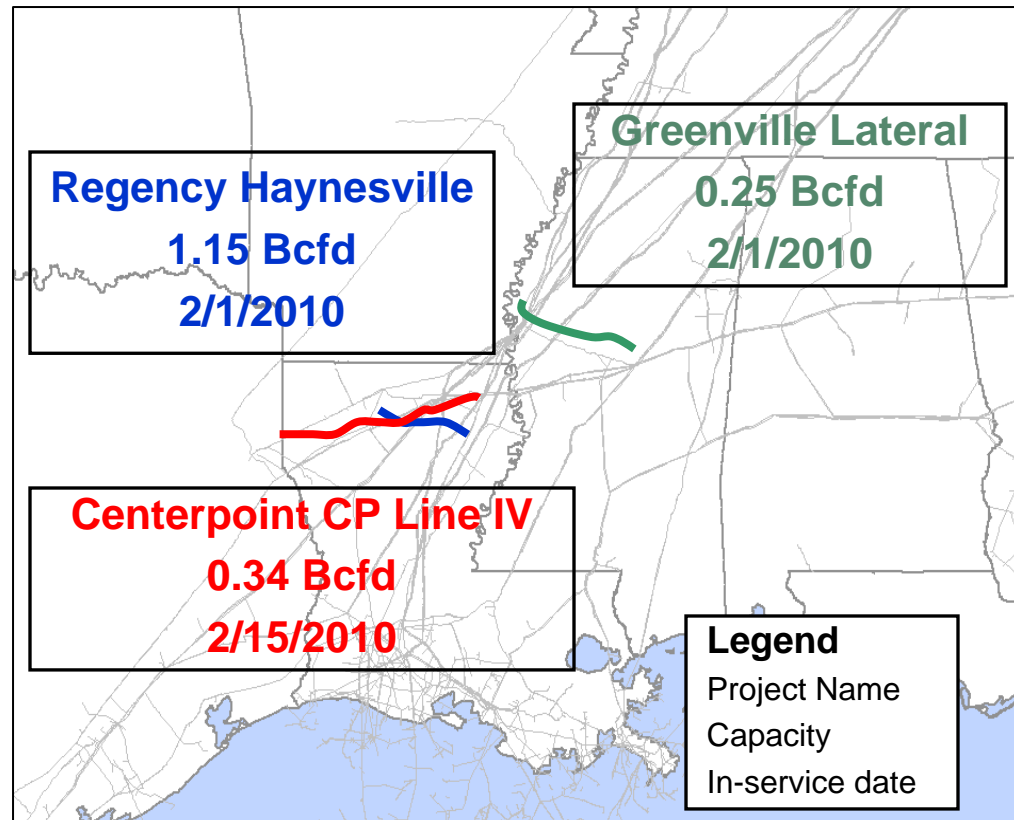 Greenville Lateral
0.25 Bcfd
2/1/2010
Regency Haynesville
1.15 Bcfd
2/1/2010
Centerpoint CP Line IV
0.34 Bcfd
2/15/2010
Legend
Project Name
Capacity
In-service date